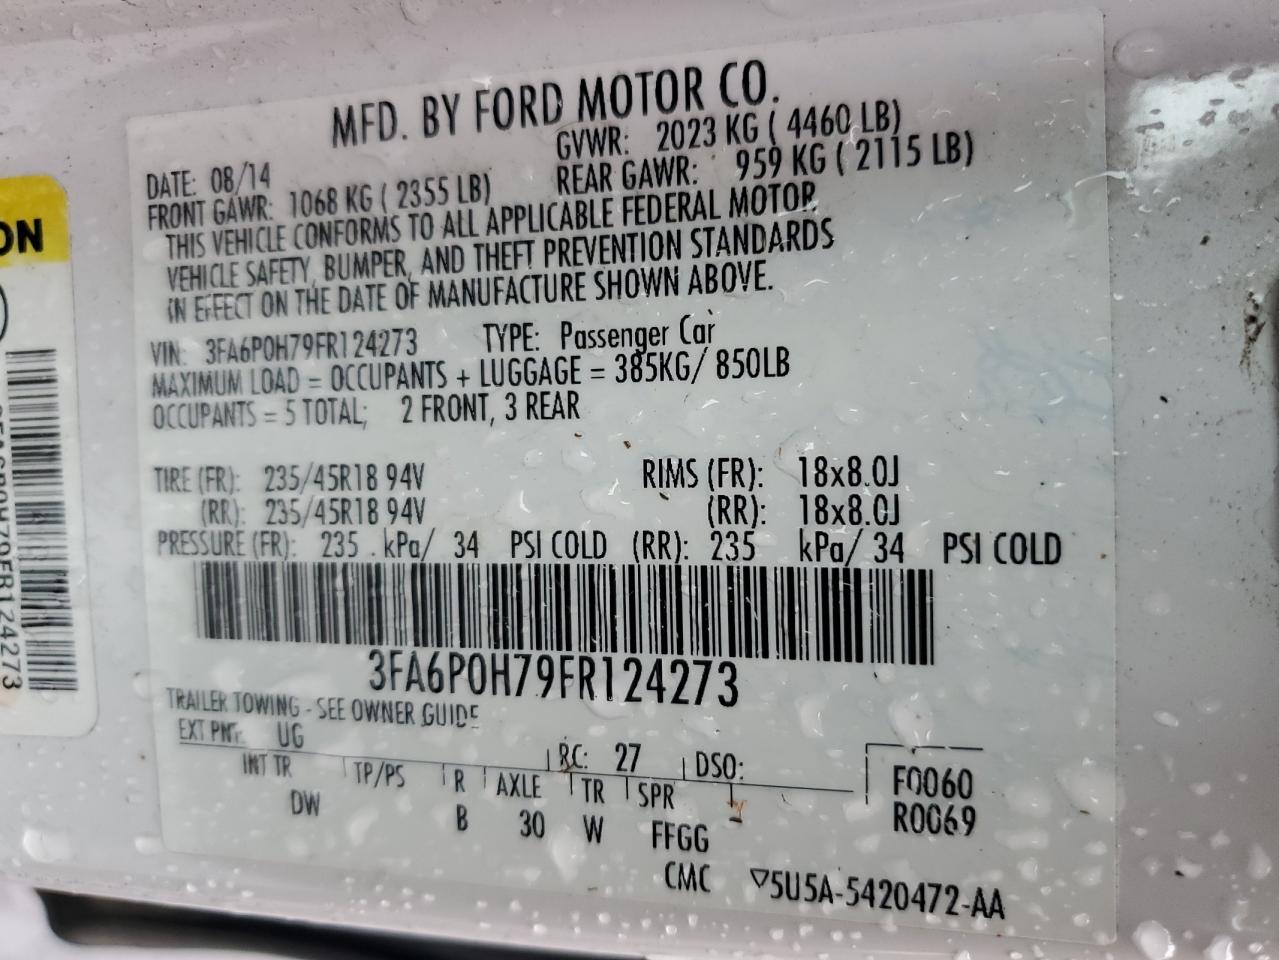 MFD. BY FORD MOTOR CO.
DATE: 08/14 GVWR: 2023 KG ( 4460 LB)
FRONT GAWR: 1068 KG ( 2355 LB) REAR GAWR: 959 KG ( 2115 LB)
THIS VEHICLE CONFORMS TO ALL APPLICABLE FEDERAL MOTOR
VEHICLE SAFETY, BUMPER, AND THEFT PREVENTION STANDARDS
IN EFFECT ON THE DATE OF MANUFACTURE SHOWN ABOVE.
VIN: 3FA6P0H79FR124273 TYPE: Passenger Car
MAXIMUM LOAD = OCCUPANTS + LUGGAGE = 385KG/ 850LB
OCCUPANTS = 5 TOTAL; 2 FRONT, 3 REAR
TIRE (FR): 235/45R18 94V RIMS (FR): 18x8.0J
(RR): 235/45R18 94V (RR): 18x8.0J
PRESSURE (FR): 235 kPa/ 34 PSI COLD (RR): 235 kPa/ 34 PSI COLD
3FA6P0H79FR124273
TRAILER TOWING - SEE OWNER GUIDE
EXT PNT: UG RC: 27 DSO:
INT TR TP/PS R AXLE TR SPR F0060
DW B 30 W FFGG R0069
CMC ▽5U5A-5420472-AA
ON
3FA6P0H79FR124273